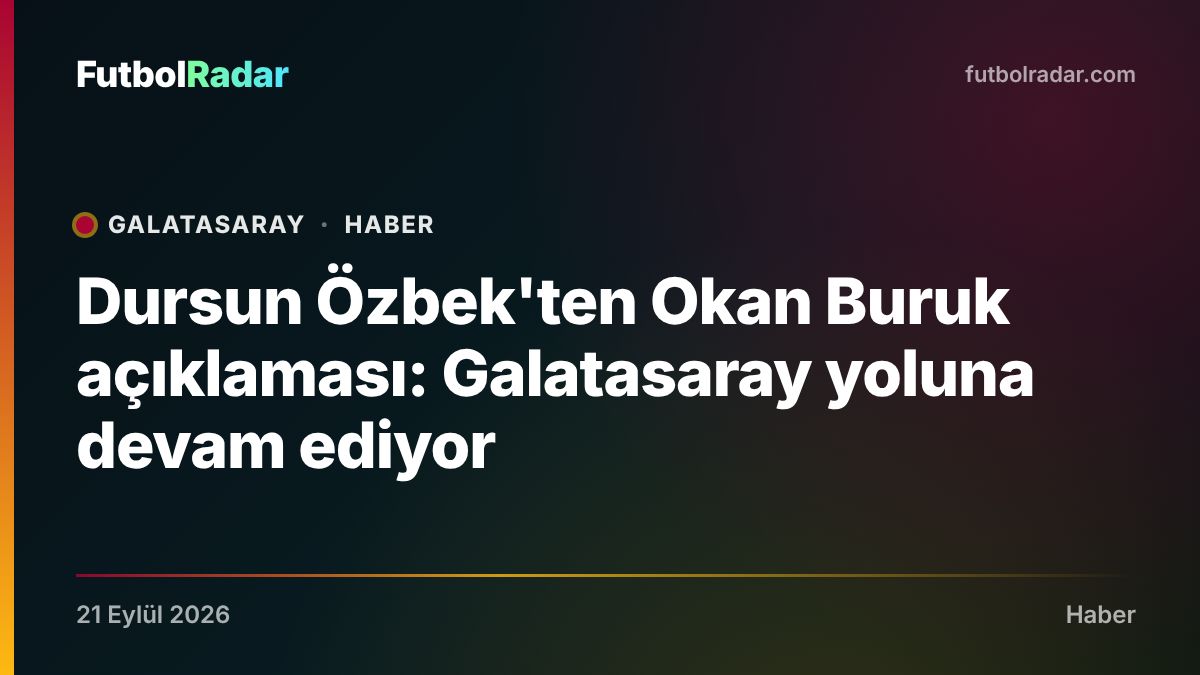 FutbolRadar
futbolradar.com
GALATASARAY · HABER
Dursun Özbek'ten Okan Buruk
açıklaması: Galatasaray yoluna
devam ediyor
21 Eylül 2026
Haber